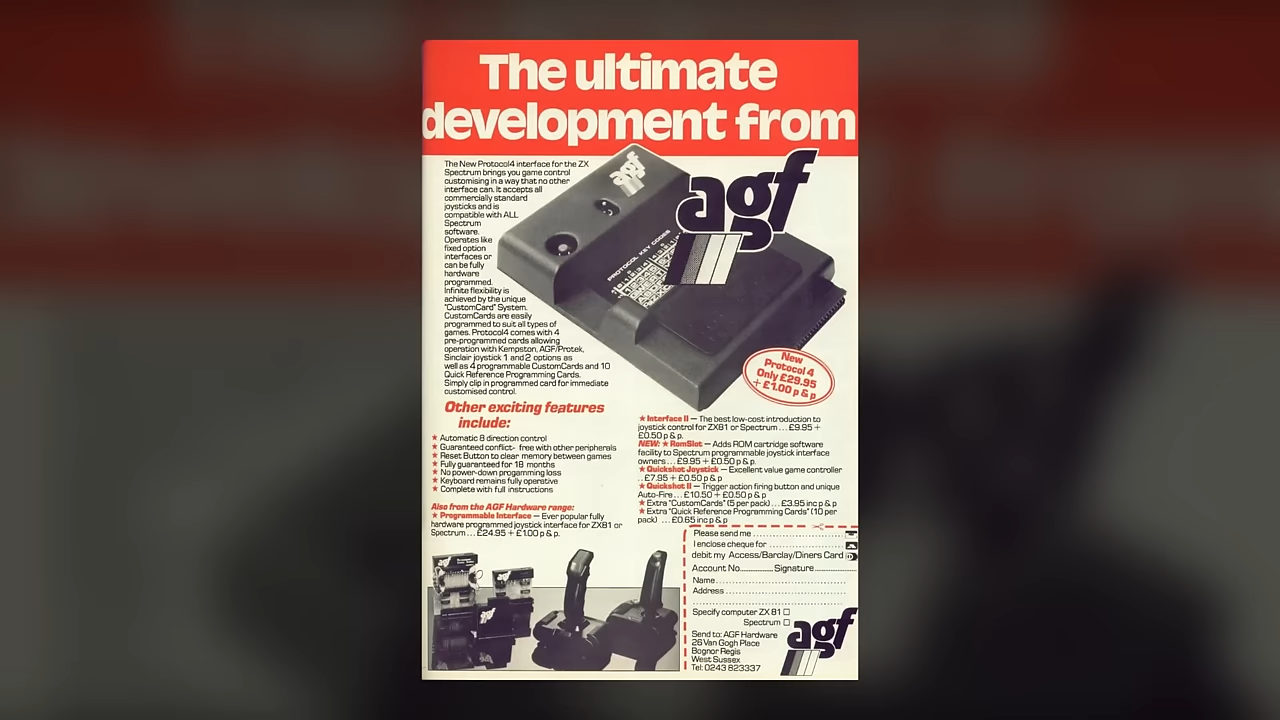 The ultimate
development from
agf
agf
PROTOCOL KEY CODES
The New Protocol4 interface for the ZX
Spectrum brings you game control
customising in a way that no other
interface can. It accepts all
commercially standard
joysticks and is
compatible with ALL
Spectrum
software.
Operates like
fixed option
interfaces or
can be fully
hardware
programmed.
Infinite flexibility is
achieved by the unique
"CustomCard" System.
CustomCards are easily
programmed to suit all types of
games. Protocol4 comes with 4
pre-programmed cards allowing
operation with Kempston, AGF/Protek,
Sinclair joystick 1 and 2 options as
well as 4 programmable CustomCards and 10
Quick Reference Programming Cards.
Simply clip in programmed card for immediate
customised control.
New
Protocol 4
Only £29.95
+ £1.00 p & p
Other exciting features
include:
★ Automatic 8 direction control
★ Guaranteed conflict- free with other peripherals
★ Reset Button to clear memory between games
★ Fully guaranteed for 18 months
★ No power-down progamming loss
★ Keyboard remains fully operative
★ Complete with full instructions
Also from the AGF Hardware range:
★ Programmable Interface — Ever popular fully
hardware programmed joystick interface for ZX81 or
Spectrum ... £24.95 + £1.00 p & p.
★ Interface II — The best low-cost introduction to
joystick control for ZX81 or Spectrum ... £9.95 +
£0.50 p & p.
NEW: ★ RomSlot — Adds ROM cartridge software
facility to Spectrum programmable joystick interface
owners ... £9.95 + £0.50 p & p.
★ Quickshot Joystick — Excellent value game controller
.. £7.95 + £0.50 p & p
★ Quickshot II — Trigger action firing button and unique
Auto-Fire ... £10.50 + £0.50 p & p
★ Extra "CustomCards" (5 per pack) ... £3.95 inc p & p
★ Extra "Quick Reference Programming Cards" (10 per
pack) ... £0.65 inc p & p
Please send me
I enclose cheque for
debit my Access/Barclay/Diners Card
Account No. Signature
Name
Address
Specify computer ZX 81 □
Spectrum □
Send to: AGF Hardware
26 Van Gogh Place
Bognor Regis
West Sussex
Tel: 0243 823337
agf
agf